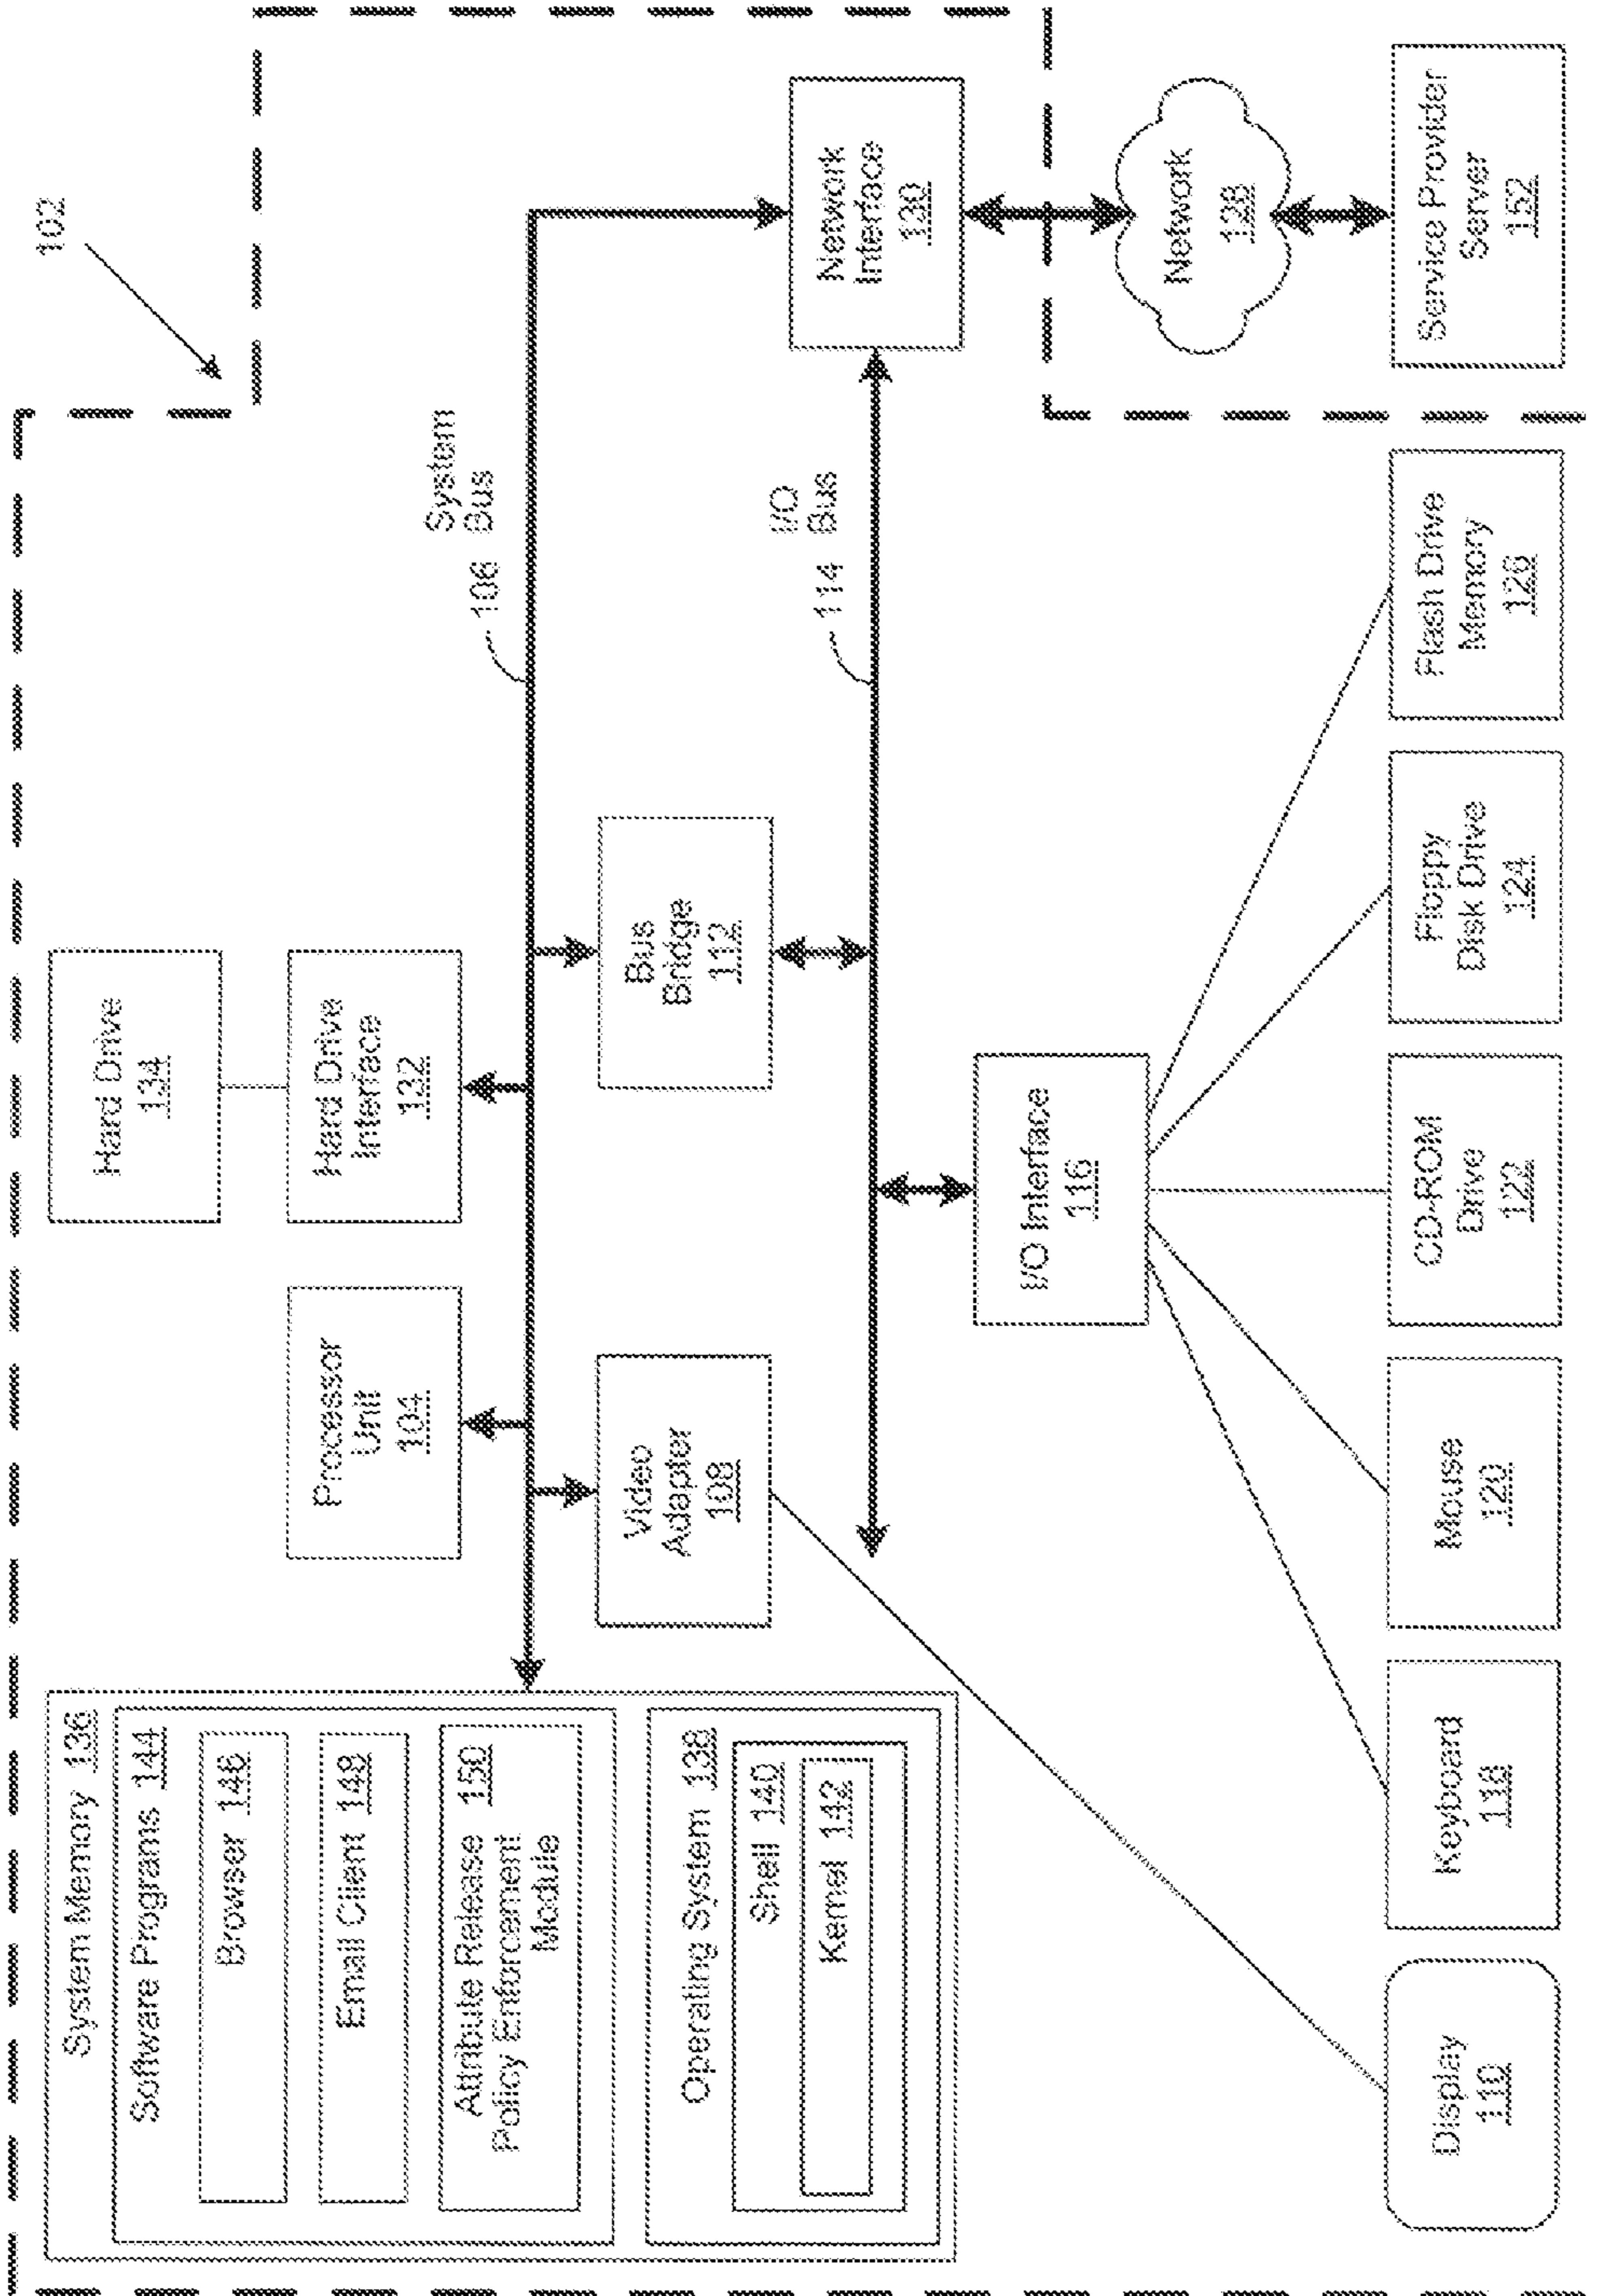 102
System Memory 136
Software Programs 144
Browser 146
Email Client 148
Attribute Release 150
Policy Enforcement
Module
Operating System 138
Shell 140
Kernel 142
Hard Drive
134
Processor
Unit
104
Hard Drive
Interface
132
System
106 Bus
Video
Adapter
108
Bus
Bridge
112
I/O
114 Bus
Network
Interface
130
I/O Interface
116
Network
128
Display
110
Keyboard
118
Mouse
120
CD-ROM
Drive
122
Floppy
Disk Drive
124
Flash Drive
Memory
126
Service Provider
Server
152